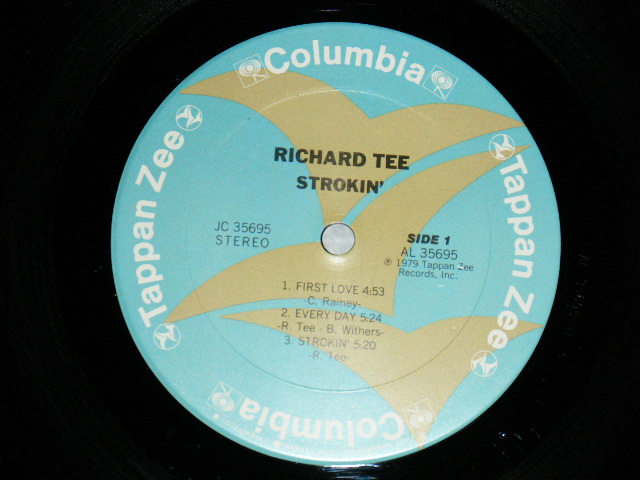 Columbia
Tappan Zee
Tappan Zee
RICHARD TEE
STROKIN'
JC 35695
STEREO
SIDE 1
AL 35695
℗ 1979 Tappan Zee
Records, Inc.
1. FIRST LOVE 4:53
-C. Rainey-
2. EVERY DAY 5:24
-R. Tee - B. Withers-
3. STROKIN' 5:20
-R. Tee-
Columbia